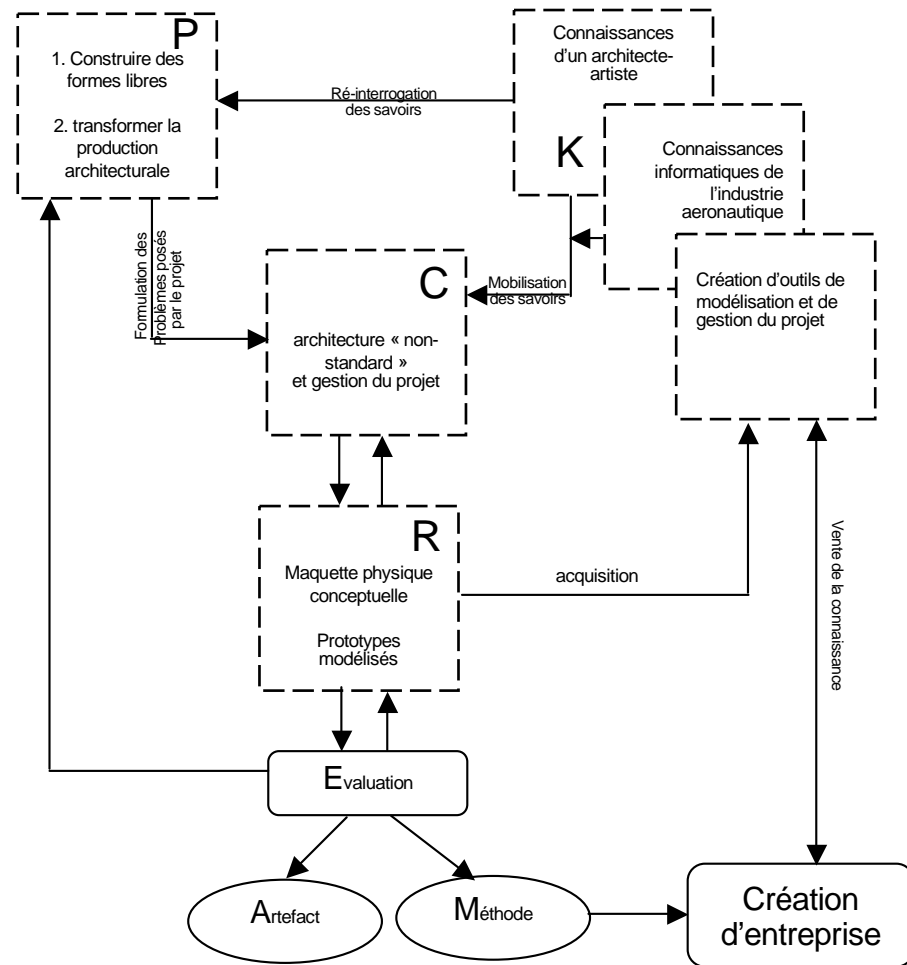 P
1. Construire des
formes libres
2. transformer la
production
architecturale
Ré-interrogation
des savoirs
Connaissances
d'un architecte-
artiste
K
Connaissances
informatiques de
l'industrie
aeronautique
Création d'outils de
modélisation et de
gestion du projet
Formulation des
Problèmes posés
par le projet
C
architecture « non-
standard »
et gestion du projet
Mobilisation
des savoirs
R
Maquette physique
conceptuelle
Prototypes
modélisés
acquisition
Vente de la connaissance
Evaluation
Artefact
Méthode
Création
d'entreprise